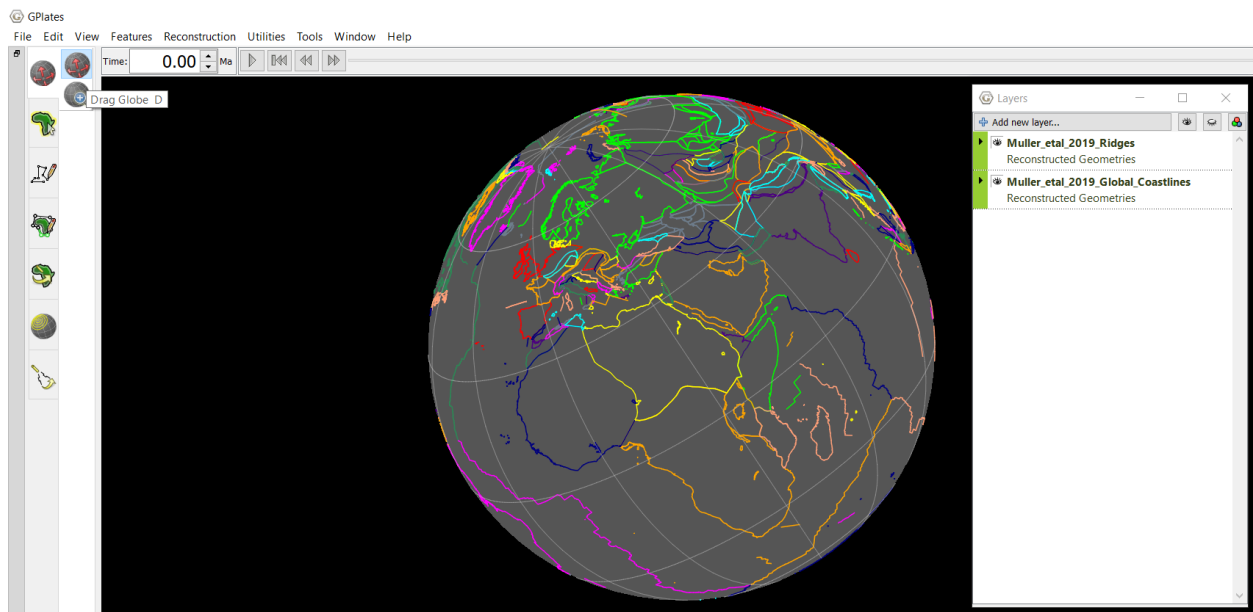 GPlates
File Edit View Features Reconstruction Utilities Tools Window Help
Time: 0.00 Ma
Drag Globe D
Layers
Add new layer...
Muller_etal_2019_Ridges
Reconstructed Geometries
Muller_etal_2019_Global_Coastlines
Reconstructed Geometries